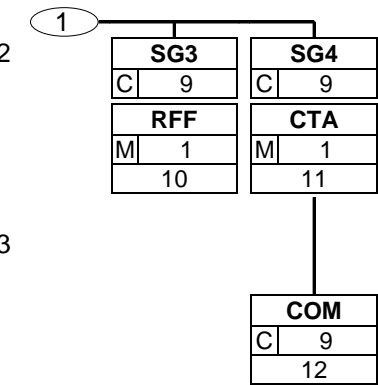 1
2 SG3 SG4
C 9 C 9
RFF CTA
M 1 M 1
10 11
3
COM
C 9
12